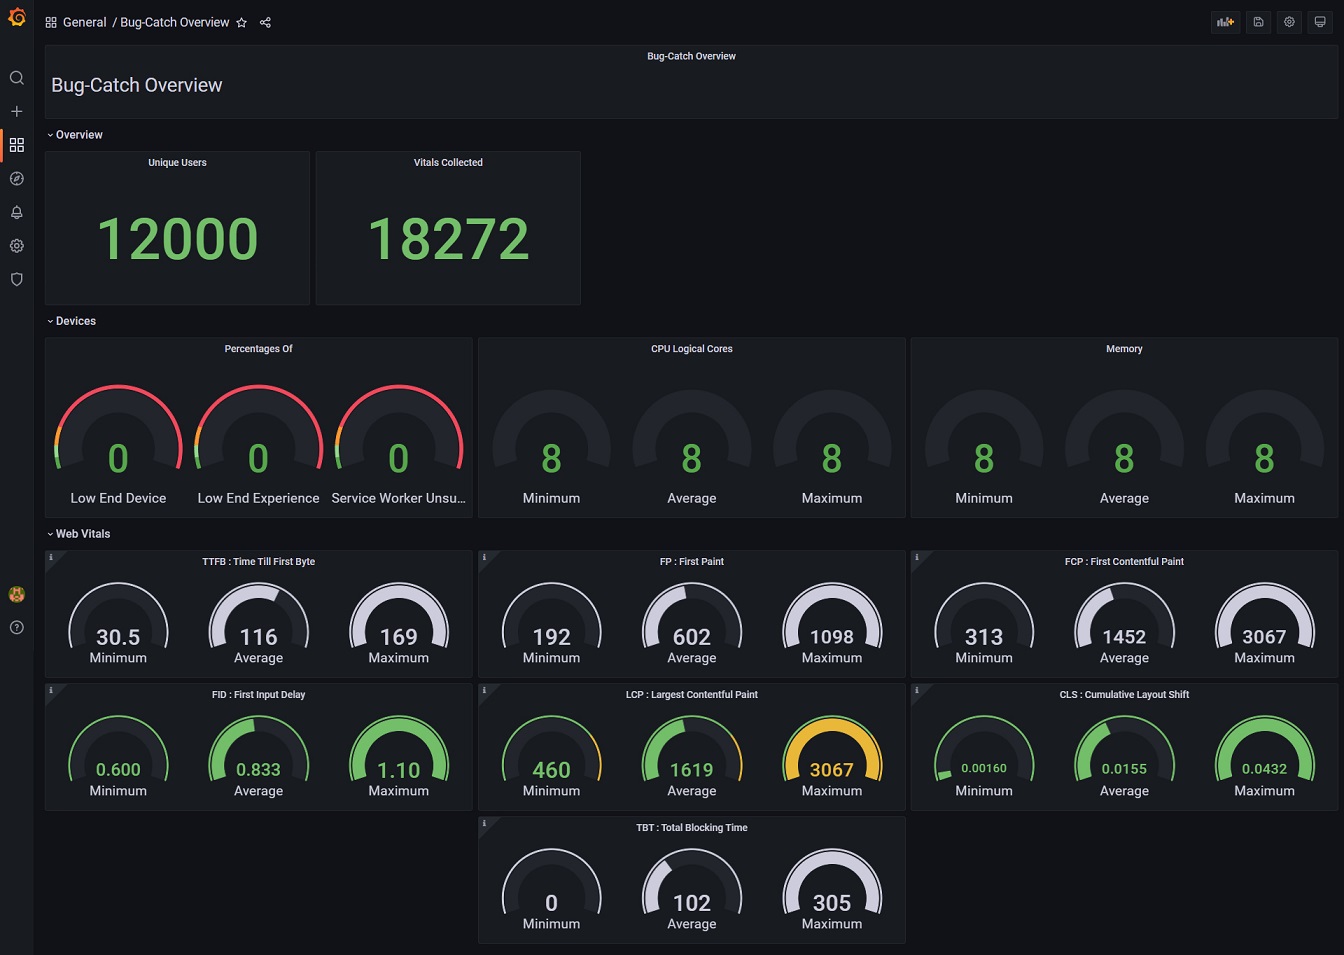 General / Bug-Catch Overview
Bug-Catch Overview
Bug-Catch Overview
Overview
Unique Users
12000
Vitals Collected
18272
Devices
Percentages Of
0
Low End Device
0
Low End Experience
0
Service Worker Unsu...
CPU Logical Cores
8
Minimum
8
Average
8
Maximum
Memory
8
Minimum
8
Average
8
Maximum
Web Vitals
TTFB : Time Till First Byte
30.5
Minimum
116
Average
169
Maximum
FP : First Paint
192
Minimum
602
Average
1098
Maximum
FCP : First Contentful Paint
313
Minimum
1452
Average
3067
Maximum
FID : First Input Delay
0.600
Minimum
0.833
Average
1.10
Maximum
LCP : Largest Contentful Paint
460
Minimum
1619
Average
3067
Maximum
CLS : Cumulative Layout Shift
0.00160
Minimum
0.0155
Average
0.0432
Maximum
TBT : Total Blocking Time
0
Minimum
102
Average
305
Maximum